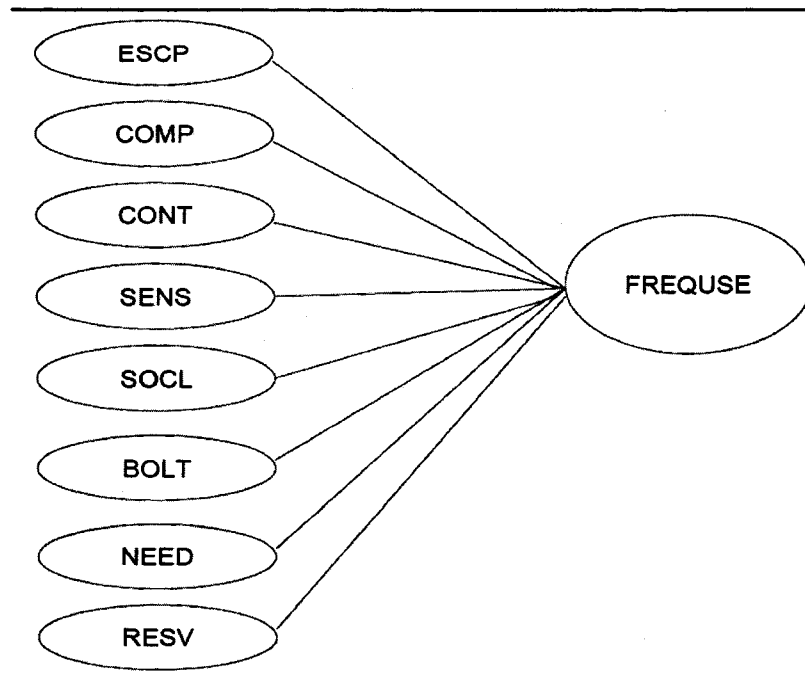 ESCP
COMP
CONT
SENS
FREQUSE
SOCL
BOLT
NEED
RESV